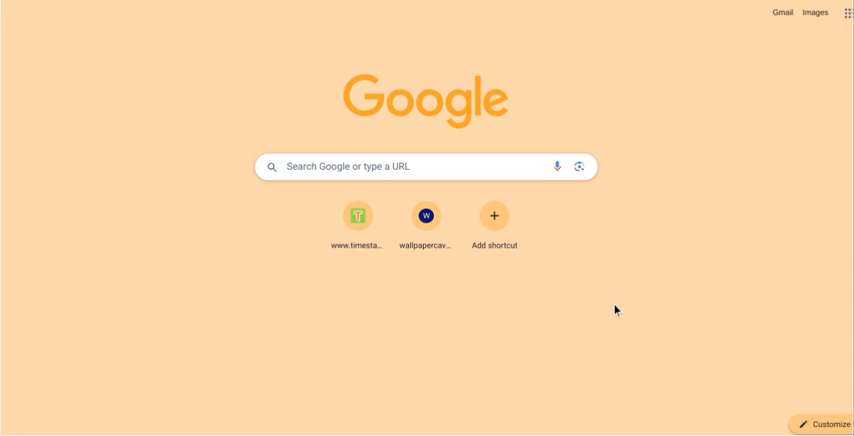 Gmail Images
Google
Search Google or type a URL
T W
www.timesta... wallpapercav... Add shortcut
Customize